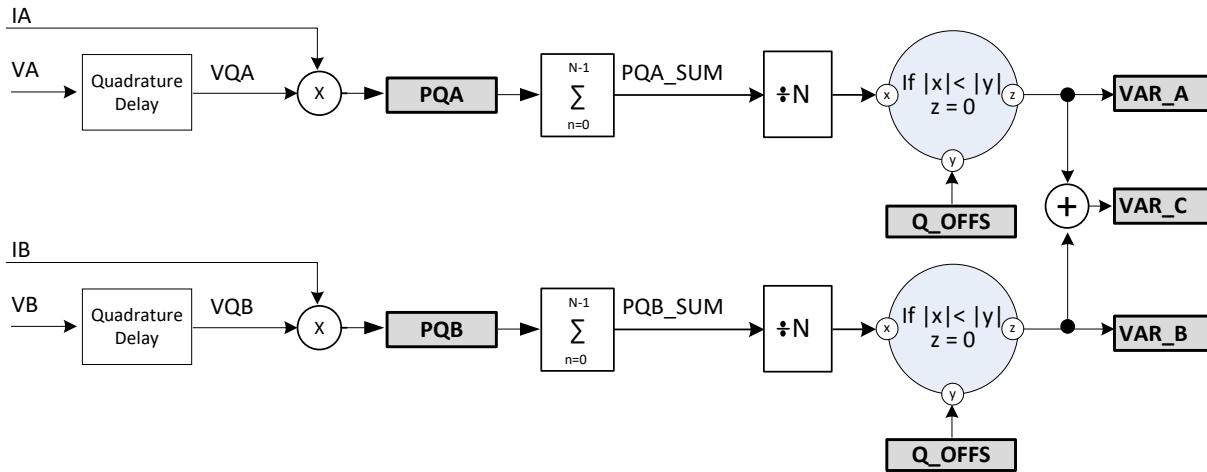 IA
VA
Quadrature
Delay
VQA
X
PQA
N-1
∑
n=0
PQA_SUM
÷N
x
If |x|< |y|
z = 0
z
y
Q_OFFS
VAR_A
+
VAR_C
IB
VB
Quadrature
Delay
VQB
X
PQB
N-1
∑
n=0
PQB_SUM
÷N
x
If |x|< |y|
z = 0
z
y
Q_OFFS
VAR_B